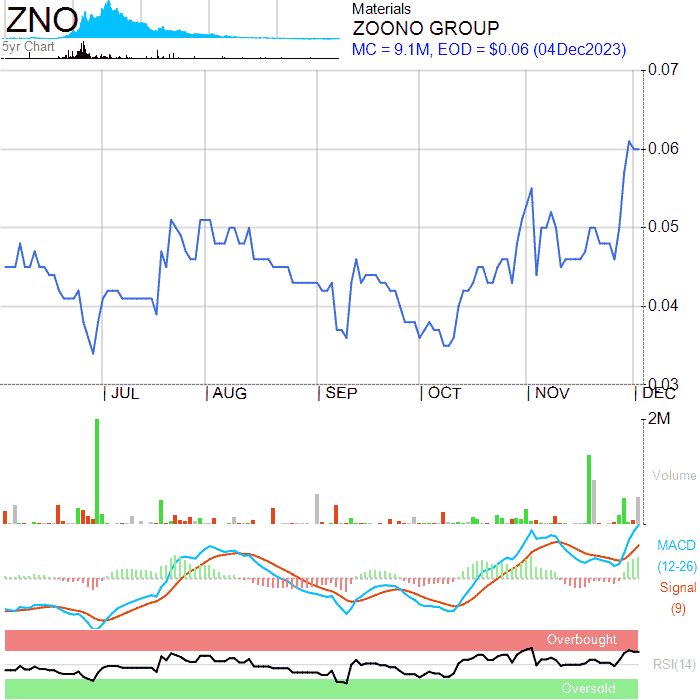 ZNO
5yr Chart
Materials
ZOONO GROUP
MC = 9.1M, EOD = $0.06 (04Dec2023)
0.07
0.06
0.05
0.04
0.03
JUL AUG SEP OCT NOV DEC
2M
Volume
MACD
(12-26)
Signal
(9)
Overbought
RSI(14)
Oversold